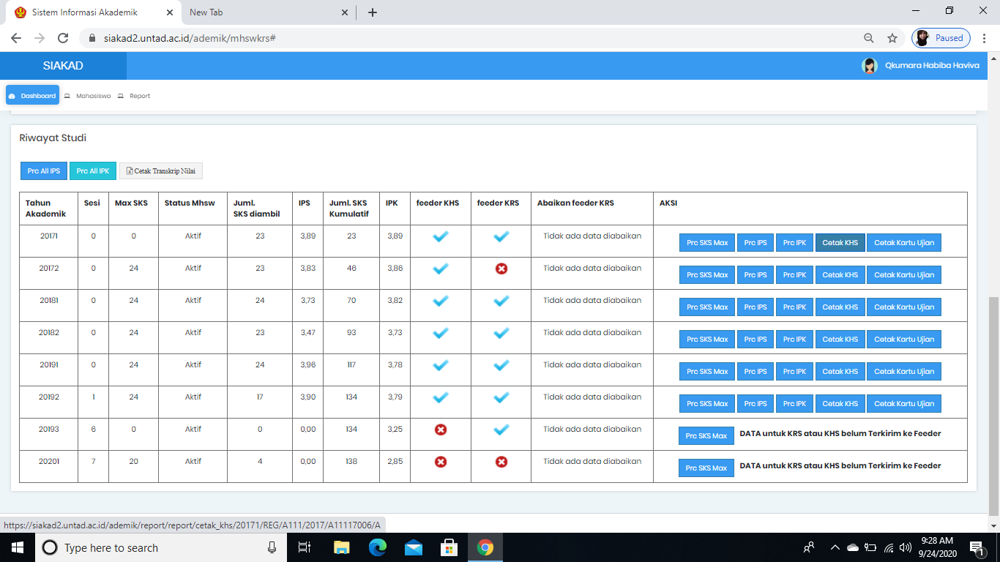 Sistem Informasi Akademik
New Tab
siakad2.untad.ac.id/ademik/mhswkrs#
Paused
SIAKAD
Qkumara Habiba Haviva
Dashboard Mahasiswa Report
Riwayat Studi
Prc All IPS Prc All IPK Cetak Transkrip Nilai
Tahun Akademik Sesi Max SKS Status Mhsw Juml. SKS diambil IPS Juml. SKS Kumulatif IPK feeder KHS feeder KRS Abaikan feeder KRS AKSI
20171 0 0 Aktif 23 3,89 23 3,89 Tidak ada data diabaikan Prc SKS Max Prc IPS Prc IPK Cetak KHS Cetak Kartu Ujian
20172 0 24 Aktif 23 3,83 46 3,86 Tidak ada data diabaikan Prc SKS Max Prc IPS Prc IPK Cetak KHS Cetak Kartu Ujian
20181 0 24 Aktif 24 3,73 70 3,82 Tidak ada data diabaikan Prc SKS Max Prc IPS Prc IPK Cetak KHS Cetak Kartu Ujian
20182 0 24 Aktif 23 3,47 93 3,73 Tidak ada data diabaikan Prc SKS Max Prc IPS Prc IPK Cetak KHS Cetak Kartu Ujian
20191 0 24 Aktif 24 3,96 117 3,78 Tidak ada data diabaikan Prc SKS Max Prc IPS Prc IPK Cetak KHS Cetak Kartu Ujian
20192 1 24 Aktif 17 3,90 134 3,79 Tidak ada data diabaikan Prc SKS Max Prc IPS Prc IPK Cetak KHS Cetak Kartu Ujian
20193 6 0 Aktif 0 0,00 134 3,25 Tidak ada data diabaikan Prc SKS Max DATA untuk KRS atau KHS belum Terkirim ke Feeder
20201 7 20 Aktif 4 0,00 138 2,85 Tidak ada data diabaikan Prc SKS Max DATA untuk KRS atau KHS belum Terkirim ke Feeder
https://siakad2.untad.ac.id/ademik/report/report/cetak_khs/20171/REG/A111/2017/A11117006/A
Type here to search
9:28 AM
9/24/2020
1